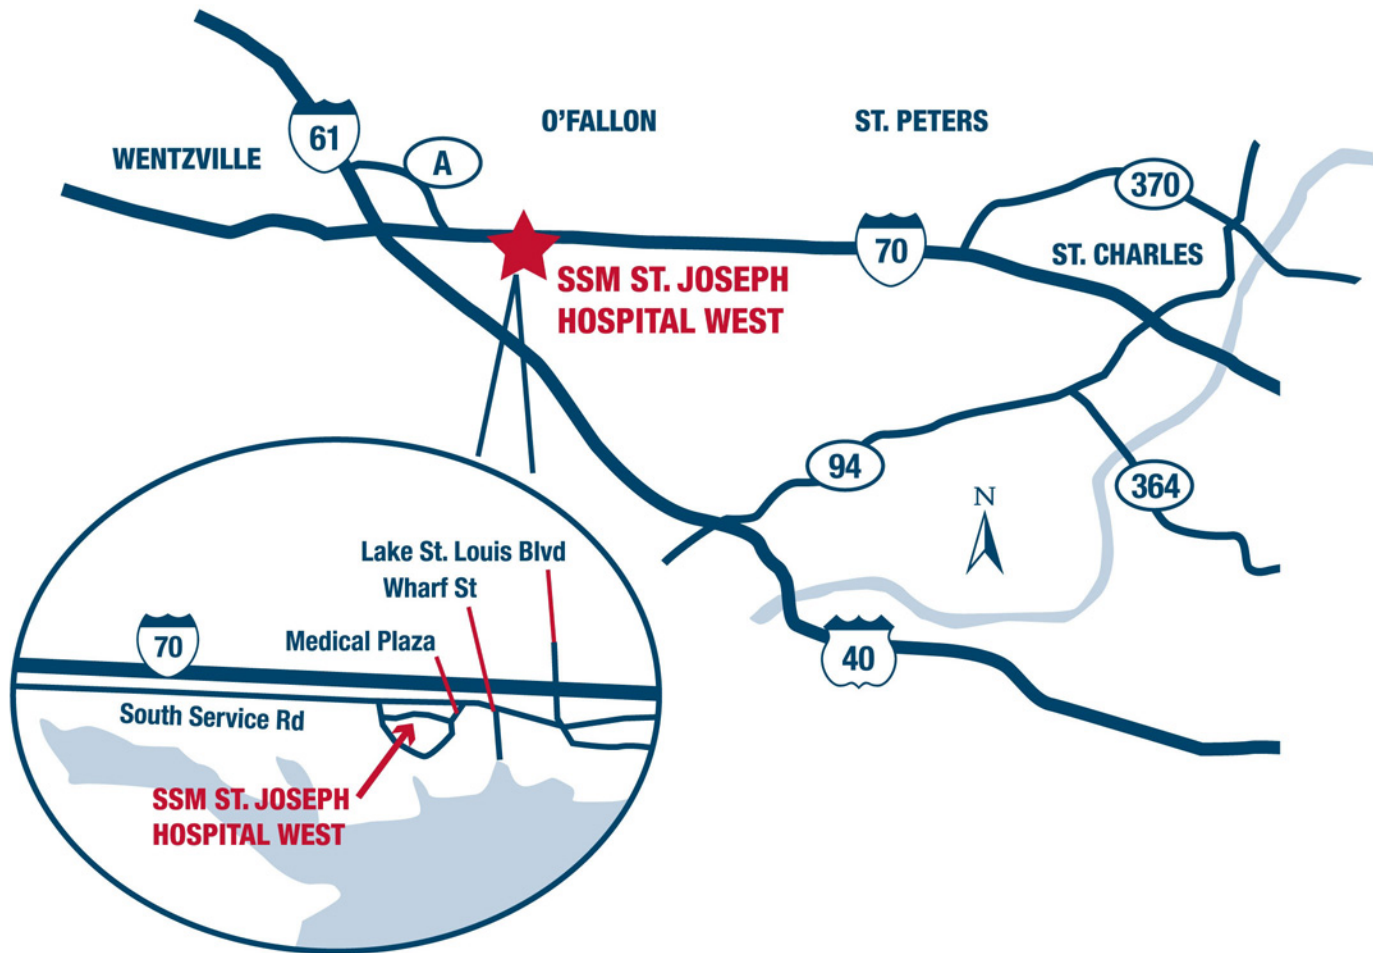 O'FALLON
ST. PETERS
61
WENTZVILLE
A
370
70
ST. CHARLES
SSM ST. JOSEPH
HOSPITAL WEST
94
364
N
Lake St. Louis Blvd
Wharf St
Medical Plaza
70
40
South Service Rd
SSM ST. JOSEPH
HOSPITAL WEST